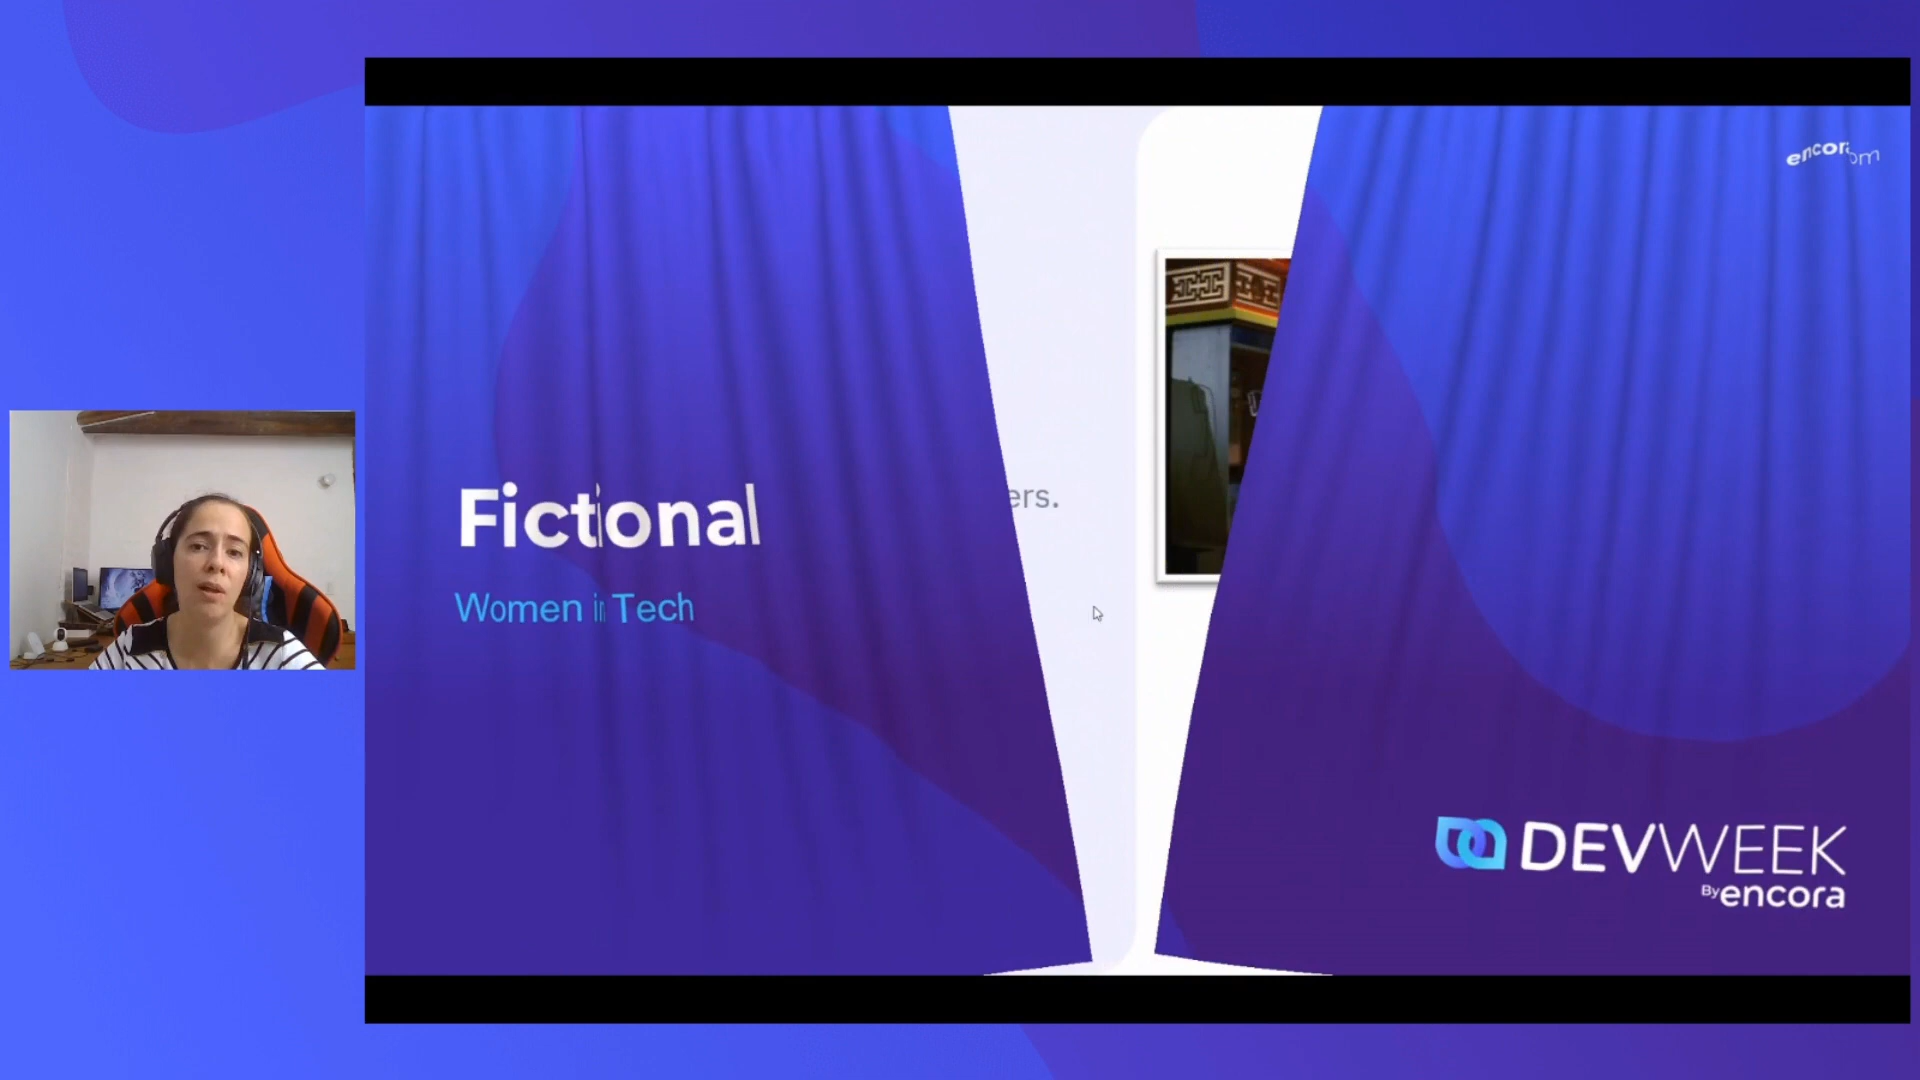 Fictional
Women in Tech
ers.
DEVWEEK
By encora